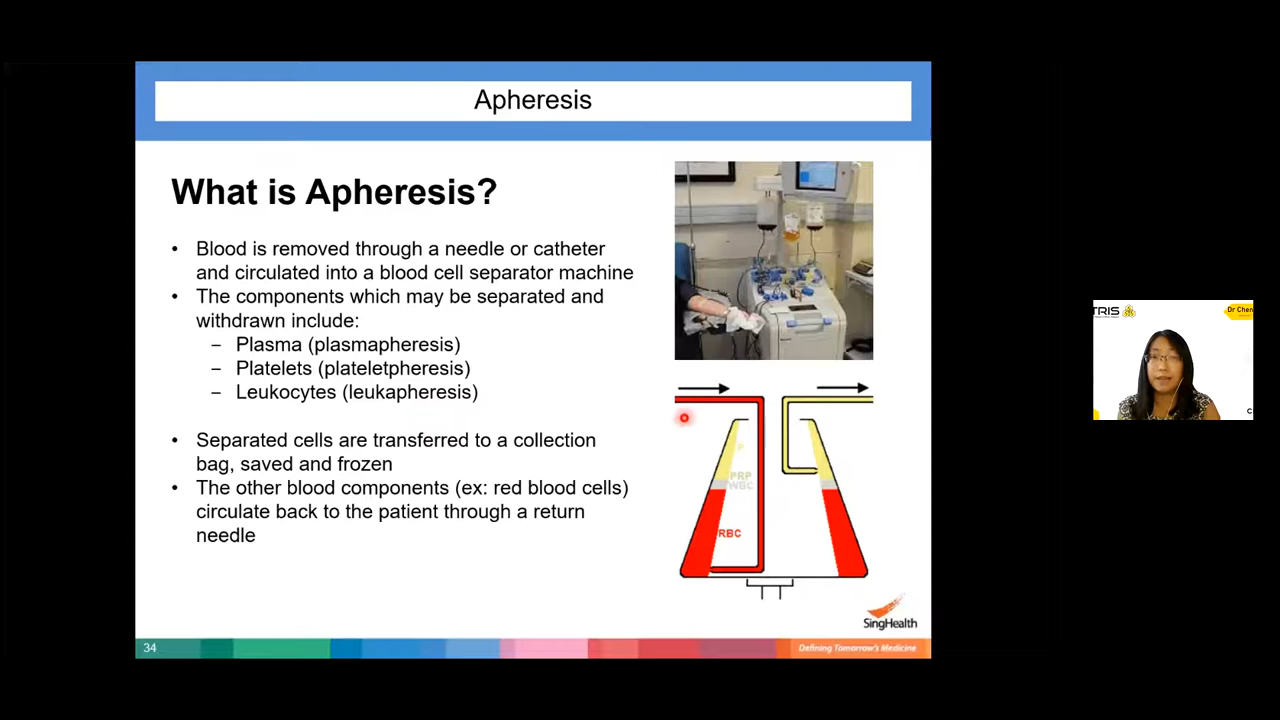 Apheresis
What is Apheresis?
• Blood is removed through a needle or catheter
and circulated into a blood cell separator machine
• The components which may be separated and
withdrawn include:
– Plasma (plasmapheresis)
– Platelets (plateletpheresis)
– Leukocytes (leukapheresis)
• Separated cells are transferred to a collection
bag, saved and frozen
• The other blood components (ex: red blood cells)
circulate back to the patient through a return
needle
P
PRP
WBC
RBC
SingHealth
34
Defining Tomorrow's Medicine
TRIS
Dr Chen
C